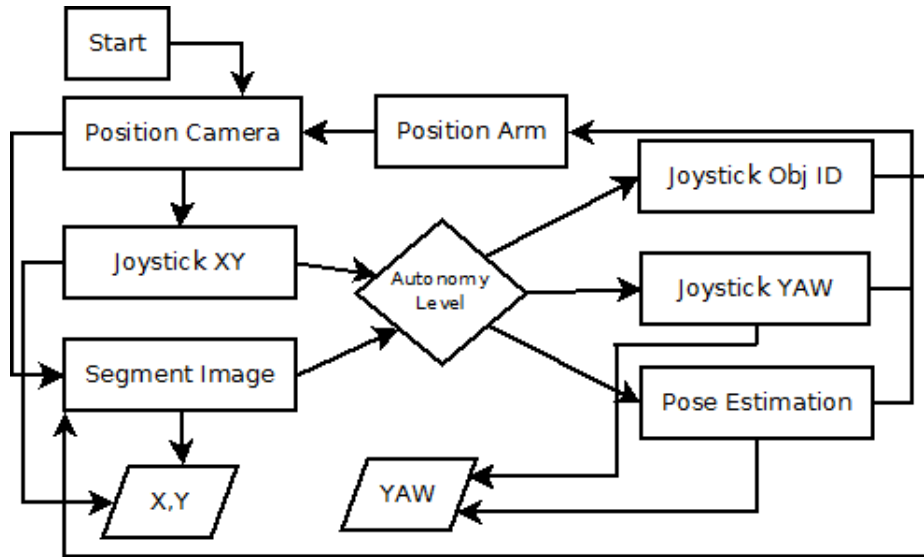 Start
Position Camera
Position Arm
Joystick Obj ID
Joystick XY
Autonomy
Level
Joystick YAW
Segment Image
Pose Estimation
X,Y
YAW